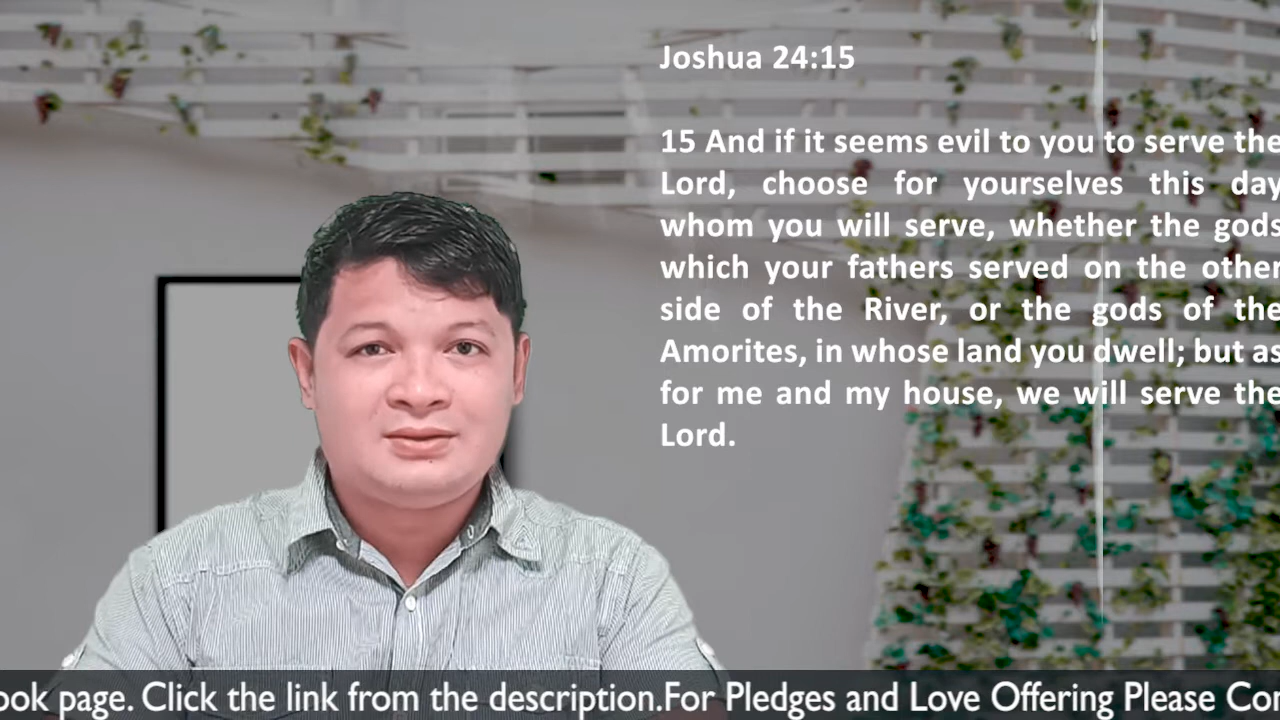 Joshua 24:15
15 And if it seems evil to you to serve the
Lord, choose for yourselves this day
whom you will serve, whether the gods
which your fathers served on the other
side of the River, or the gods of the
Amorites, in whose land you dwell; but as
for me and my house, we will serve the
Lord.
ook page. Click the link from the description.For Pledges and Love Offering Please Con